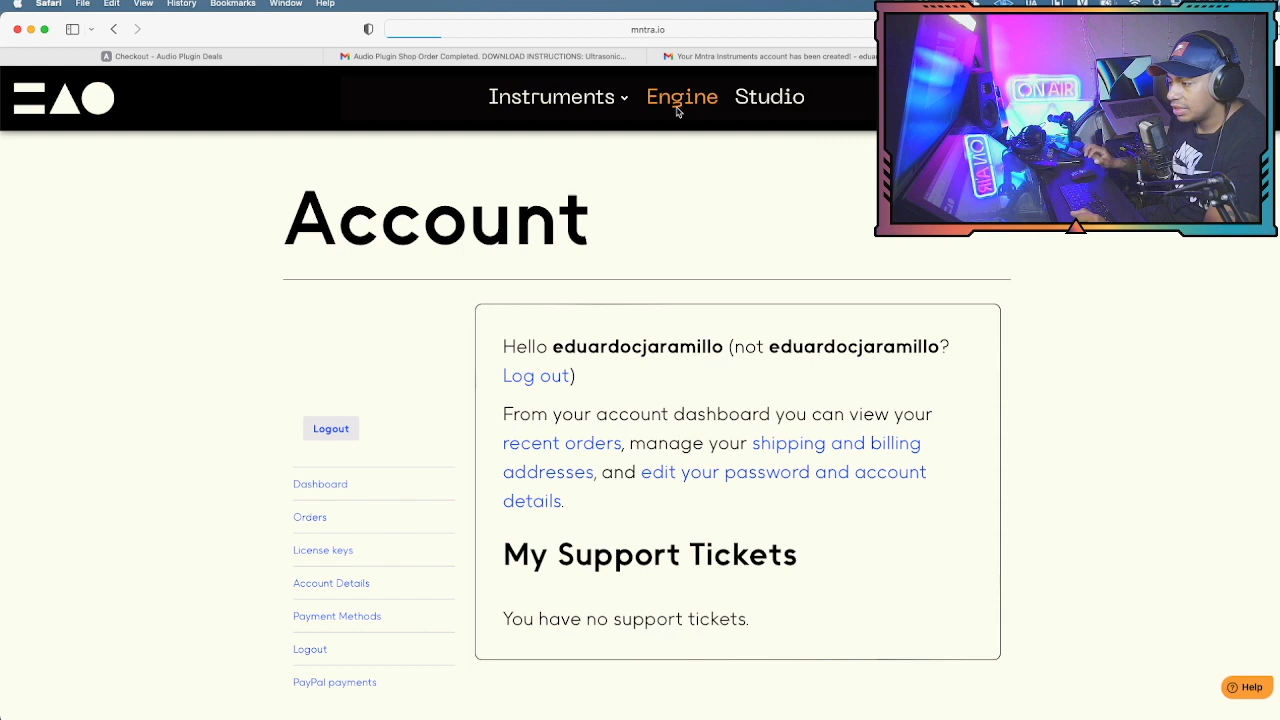 Safari File Edit View History Bookmarks Window Help
mntra.io
Checkout - Audio Plugin Deals
Audio Plugin Shop Order Completed. DOWNLOAD INSTRUCTIONS: Ultrasonic...
Your Mntra Instruments account has been created! - edua
Instruments Engine Studio
ON AIR
ON AIR
Account
Hello eduardocjaramillo (not eduardocjaramillo?
Log out)
From your account dashboard you can view your
recent orders, manage your shipping and billing
addresses, and edit your password and account
details.
Logout
Dashboard
Orders
License keys
Account Details
Payment Methods
Logout
PayPal payments
My Support Tickets
You have no support tickets.
Help